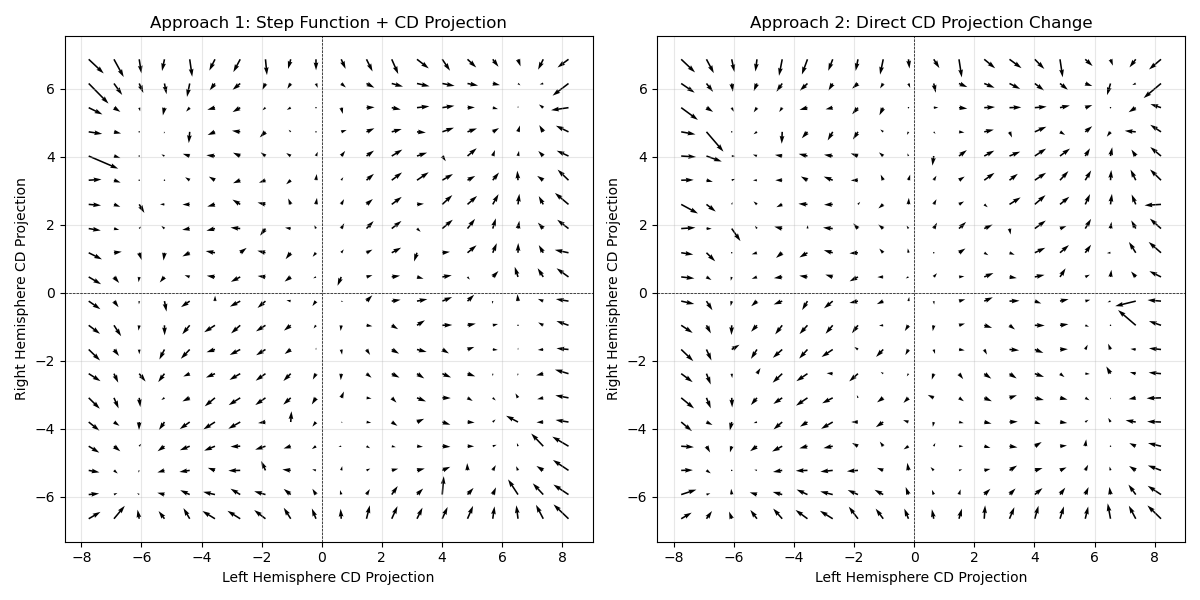 Approach 1: Step Function + CD Projection
Right Hemisphere CD Projection
6
4
2
0
−2
−4
−6
−8 −6 −4 −2 0 2 4 6 8
Left Hemisphere CD Projection
Approach 2: Direct CD Projection Change
Right Hemisphere CD Projection
6
4
2
0
−2
−4
−6
−8 −6 −4 −2 0 2 4 6 8
Left Hemisphere CD Projection